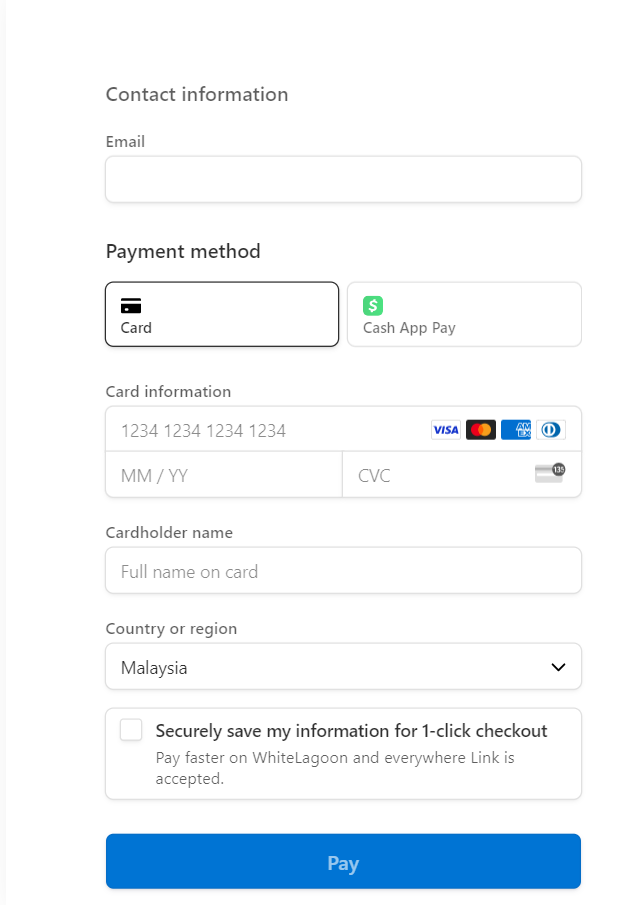 Contact information
Email
Payment method
Card
$
Cash App Pay
Card information
1234 1234 1234 1234
VISA
AM
EX
MM / YY
CVC
135
Cardholder name
Full name on card
Country or region
Malaysia
Securely save my information for 1-click checkout
Pay faster on WhiteLagoon and everywhere Link is
accepted.
Pay